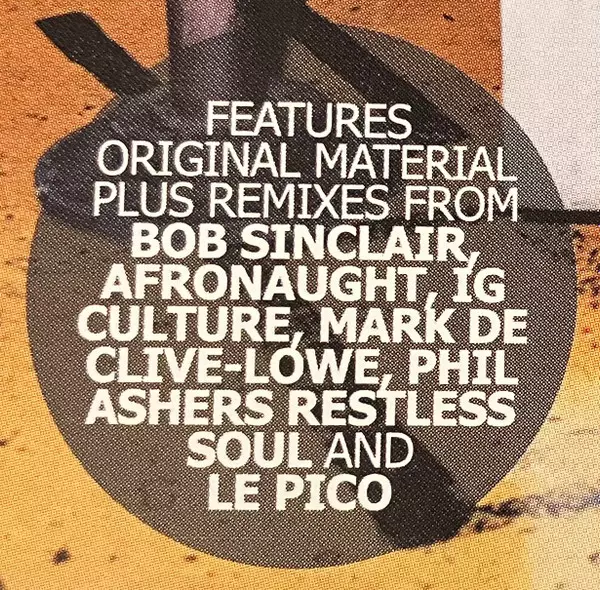 FEATURES
ORIGINAL MATERIAL
PLUS REMIXES FROM
BOB SINCLAIR,
AFRONAUGHT, IG
CULTURE, MARK DE
CLIVE-LOWE, PHIL
ASHERS RESTLESS
SOUL AND
LE PICO